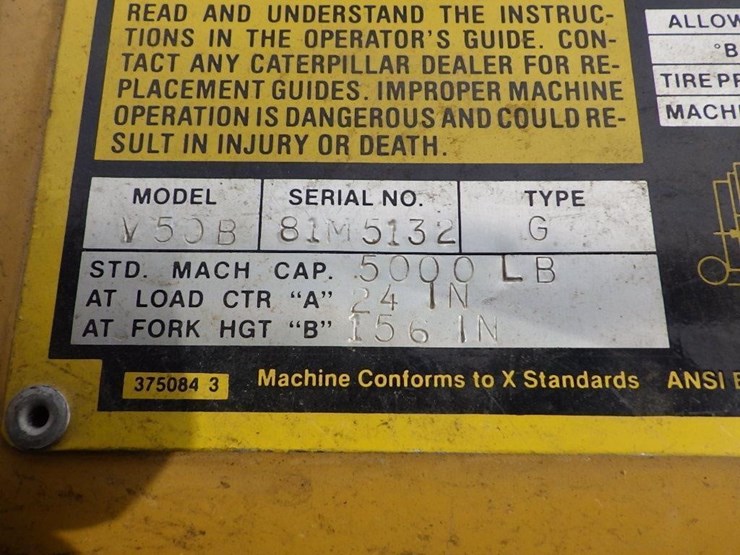 READ AND UNDERSTAND THE INSTRUC-
TIONS IN THE OPERATOR'S GUIDE. CON-
TACT ANY CATERPILLAR DEALER FOR RE-
PLACEMENT GUIDES. IMPROPER MACHINE
OPERATION IS DANGEROUS AND COULD RE-
SULT IN INJURY OR DEATH.
ALLOW
°B
TIRE PR
MACHI
MODEL SERIAL NO. TYPE
V50B 81M5132 G
STD. MACH CAP. 5000 LB
AT LOAD CTR “A” 24 IN
AT FORK HGT “B” 156 IN
375084 3 Machine Conforms to X Standards ANSI B